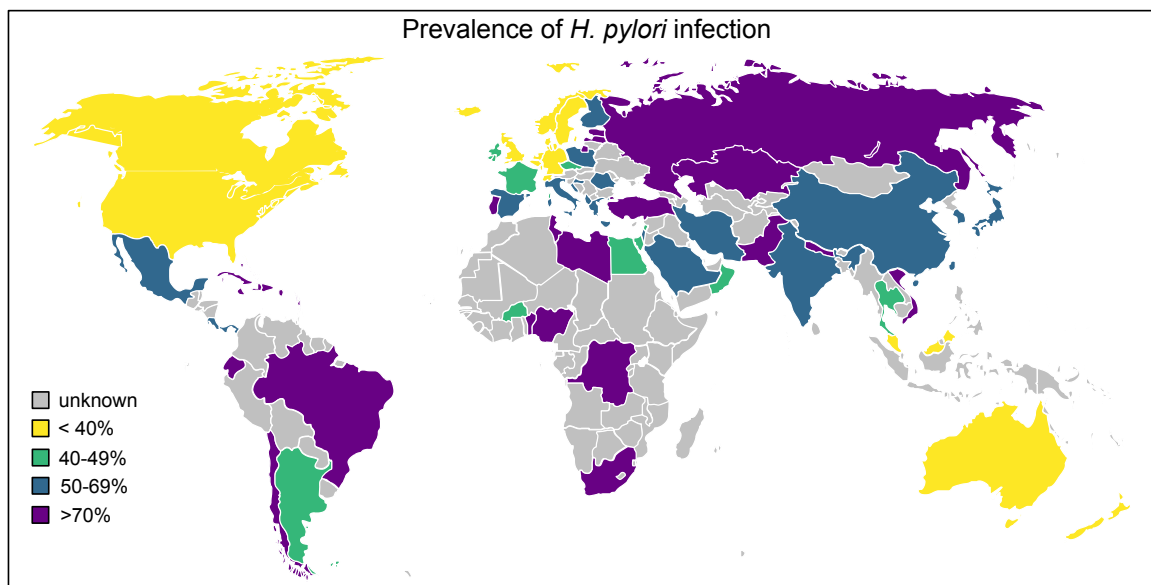 Prevalence of H. pylori infection
unknown
< 40%
40-49%
50-69%
>70%